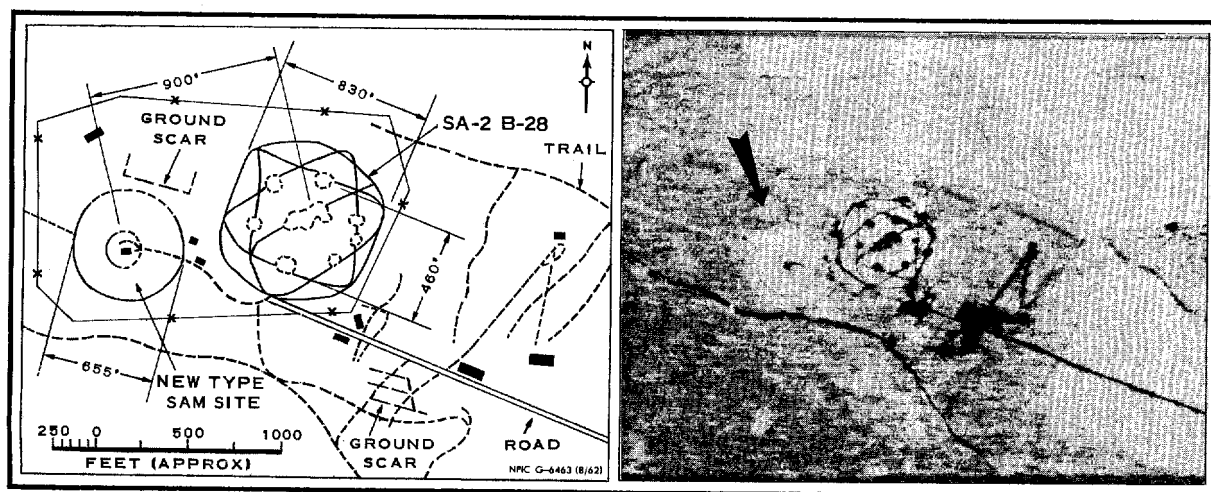 N
900'
830'
GROUND
SCAR
SA-2 B-28
TRAIL
460'
655'
NEW TYPE
SAM SITE
250 0 500 1000
FEET (APPROX)
GROUND
SCAR
ROAD
NPIC G-6463 (8/62)